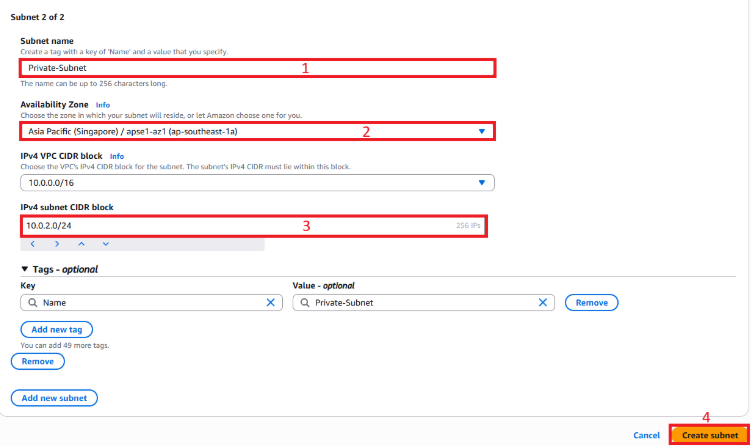 Subnet 2 of 2
Subnet name
Create a tag with a key of 'Name' and a value that you specify.
Private-Subnet
1
The name can be up to 256 characters long.
Availability Zone Info
Choose the zone in which your subnet will reside, or let Amazon choose one for you.
Asia Pacific (Singapore) / apse1-az1 (ap-southeast-1a)
2
IPv4 VPC CIDR block Info
Choose the VPC's IPv4 CIDR block for the subnet. The subnet's IPv4 CIDR must lie within this block.
10.0.0.0/16
IPv4 subnet CIDR block
10.0.2.0/24
3
256 IPs
Tags - optional
Key
Value - optional
Name
Private-Subnet
Remove
Add new tag
You can add 49 more tags.
Remove
Add new subnet
4
Cancel
Create subnet